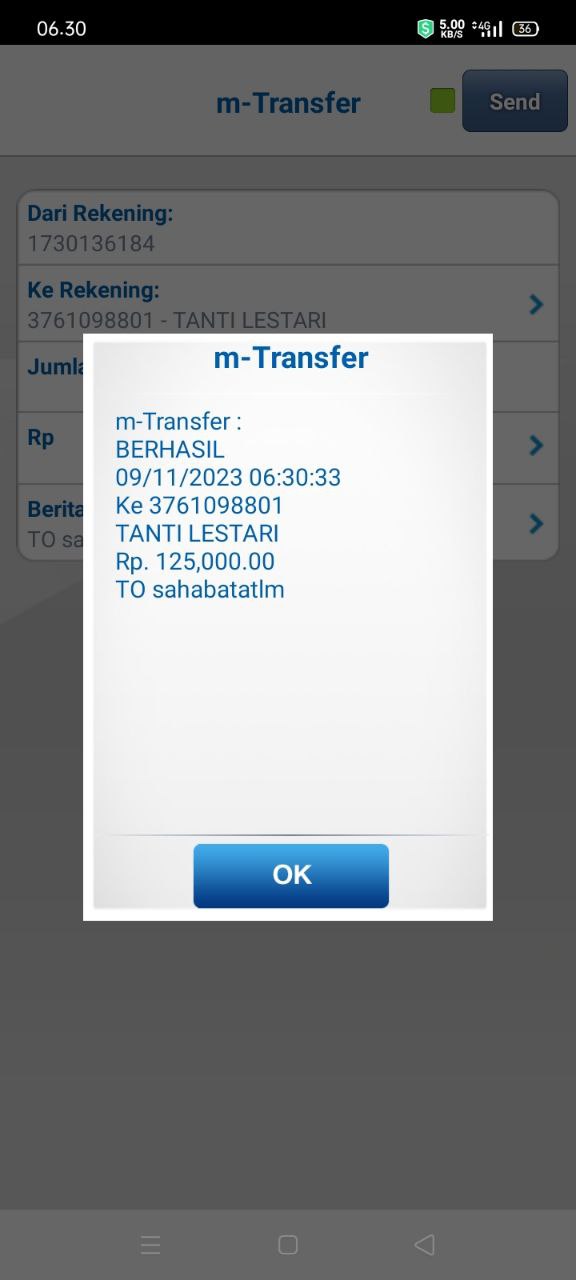 06.30
5.00
KB/S
4G
36
m-Transfer
Send
Dari Rekening:
1730136184
Ke Rekening:
3761098801 - TANTI LESTARI
Jumla
Rp
Berita
TO sa
m-Transfer
m-Transfer :
BERHASIL
09/11/2023 06:30:33
Ke 3761098801
TANTI LESTARI
Rp. 125,000.00
TO sahabatatlm
OK